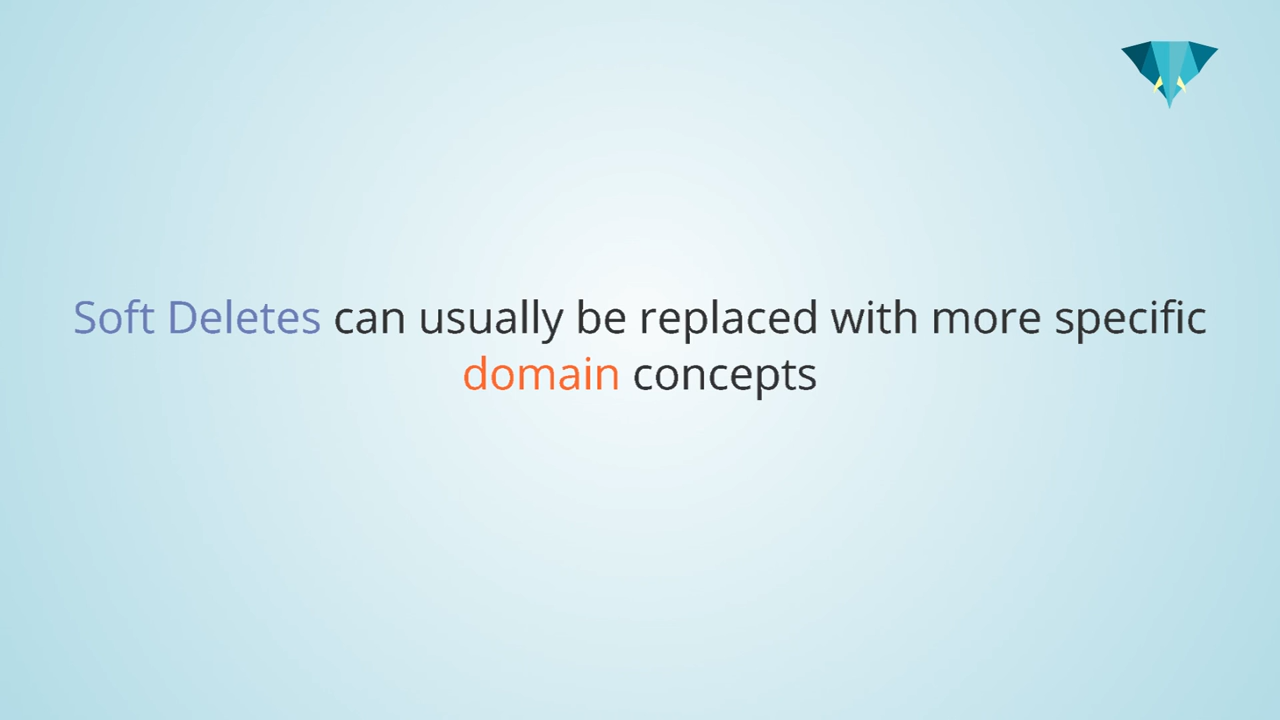 Soft Deletes can usually be replaced with more specific
domain concepts